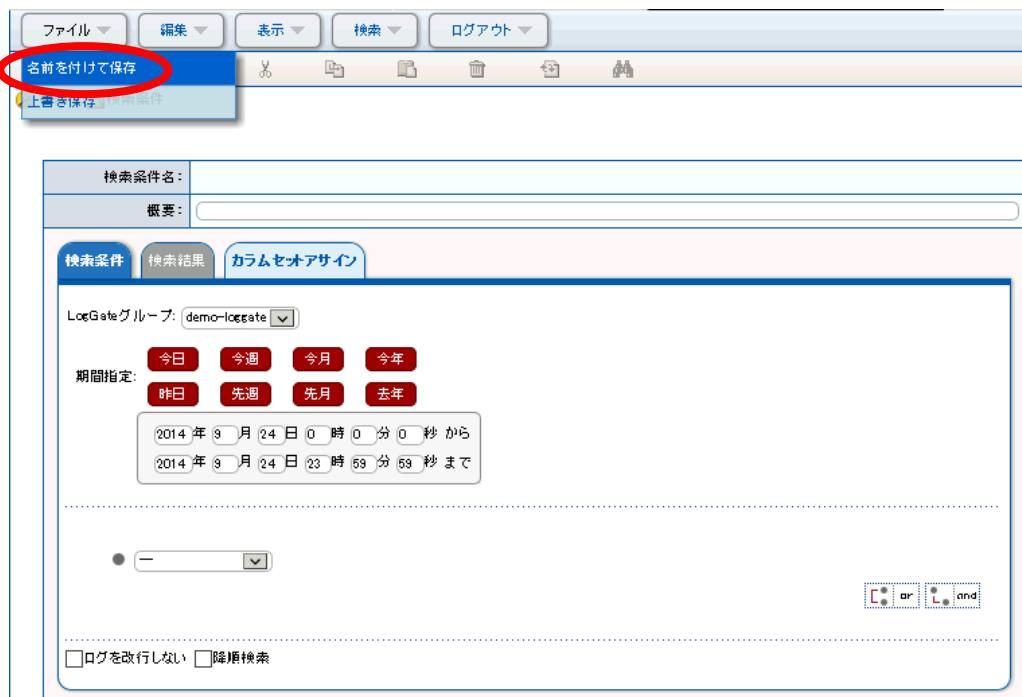 ファイル 編集 表示 検索 ログアウト
名前を付けて保存
上書き保存 検索条件
検索条件名:
概要:
検索条件 検索結果 カラムセットアサイン
LogGateグループ: demo-loggate
今日 今週 今月 今年
期間指定:
昨日 先週 先月 去年
2014 年 9 月 24 日 0 時 0 分 0 秒 から
2014 年 9 月 24 日 23 時 59 分 59 秒 まで
—
or and
ログを改行しない 降順検索